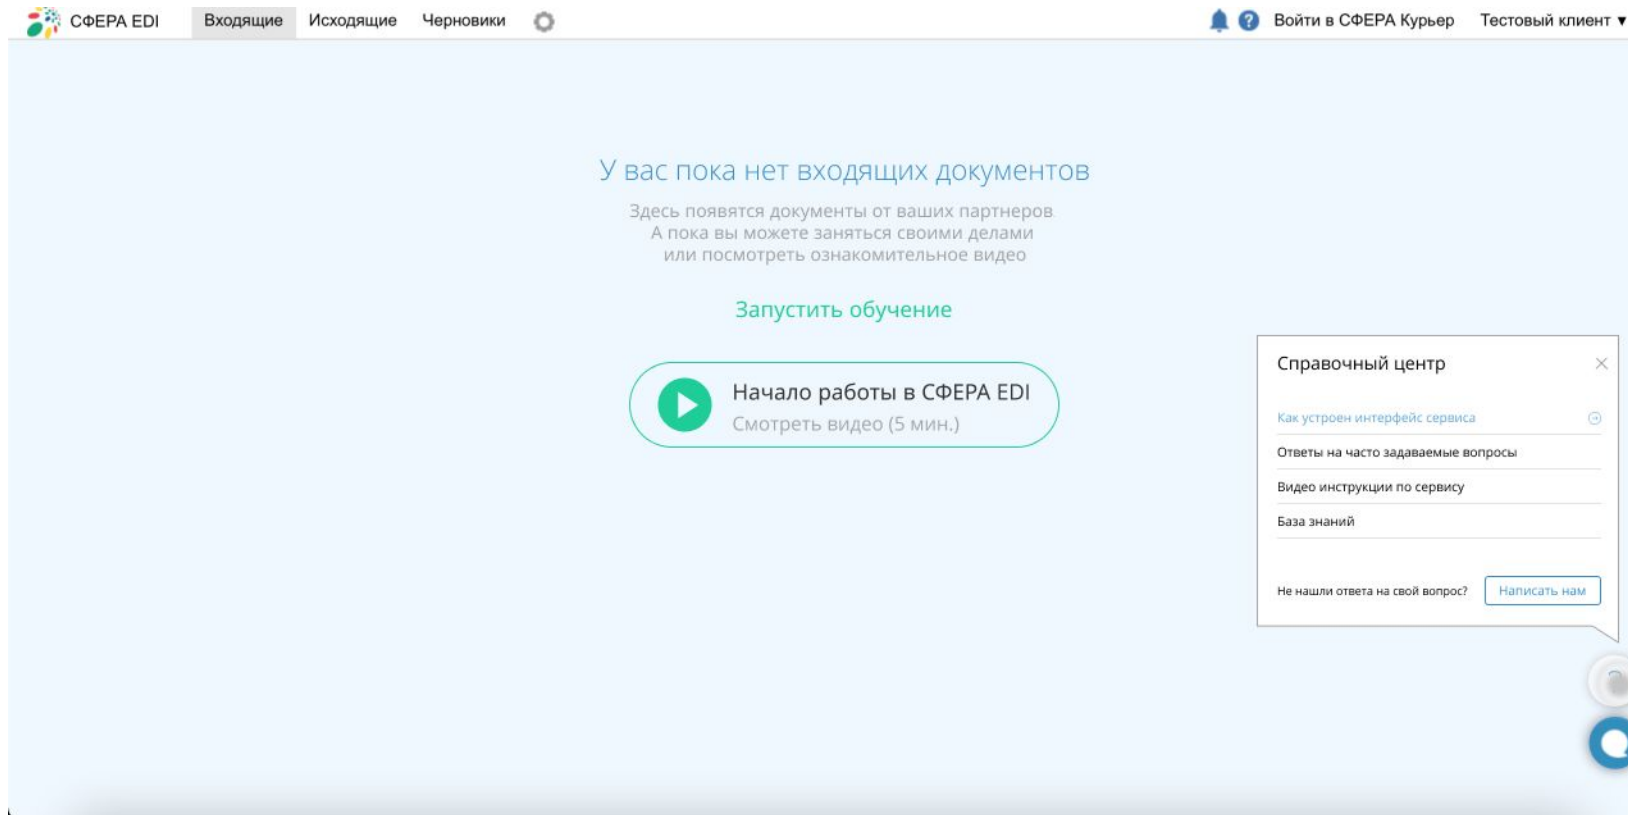 СФЕРА EDI
Входящие
Исходящие
Черновики
?
Войти в СФЕРА Курьер
Тестовый клиент ▼
У вас пока нет входящих документов
Здесь появятся документы от ваших партнеров
А пока вы можете заняться своими делами
или посмотреть ознакомительное видео
Запустить обучение
Начало работы в СФЕРА EDI
Смотреть видео (5 мин.)
Справочный центр
Как устроен интерфейс сервиса
Ответы на часто задаваемые вопросы
Видео инструкции по сервису
База знаний
Не нашли ответа на свой вопрос?
Написать нам